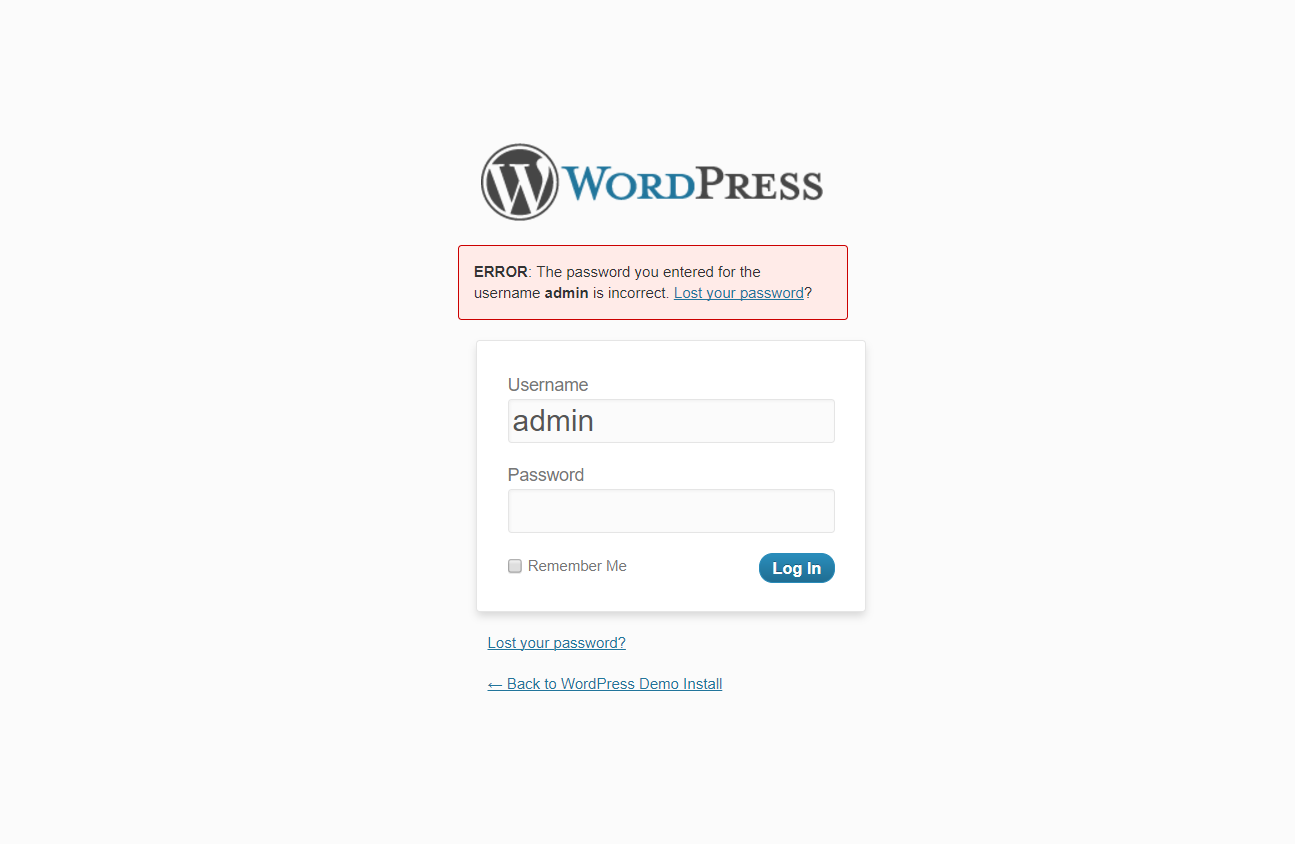 WORDPRESS
ERROR: The password you entered for the
username admin is incorrect. Lost your password?
Username
admin
Password
Remember Me
Log In
Lost your password?
← Back to WordPress Demo Install